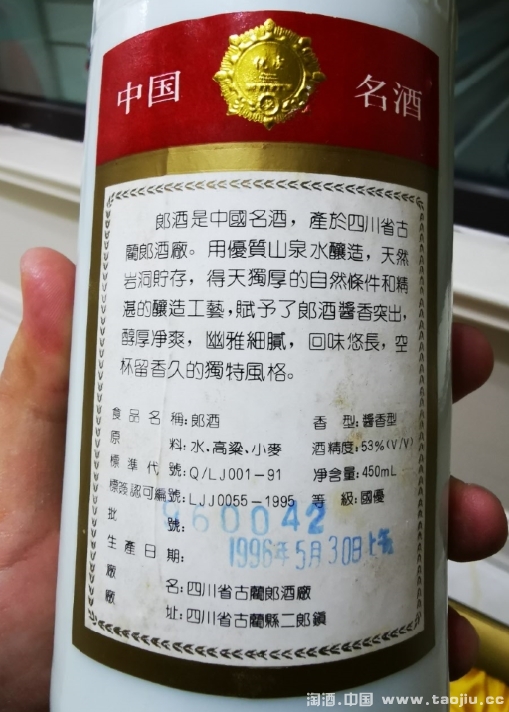 中国 名酒
郎酒是中國名酒，產於四川省古
藺郎酒廠。用優質山泉水釀造，天然
岩洞貯存，得天獨厚的自然條件和精
湛的釀造工藝，賦予了郎酒醬香突出，
醇厚净爽，幽雅細膩，回味悠長，空
杯留香久的獨特風格。
食品名稱:郎酒 香型:醬香型
原料:水、高粱、小麥 酒精度:53%(V/V)
標準代號:Q/LJ001-91 净含量:450mL
標簽認可編號:LJJ0055-1995 等級:國優
批號: 960042
生產日期: 1996年5月30日上午
廠名:四川省古藺郎酒廠
廠址:四川省古藺縣二郎鎮
淘酒.中国 www.taojiu.cc